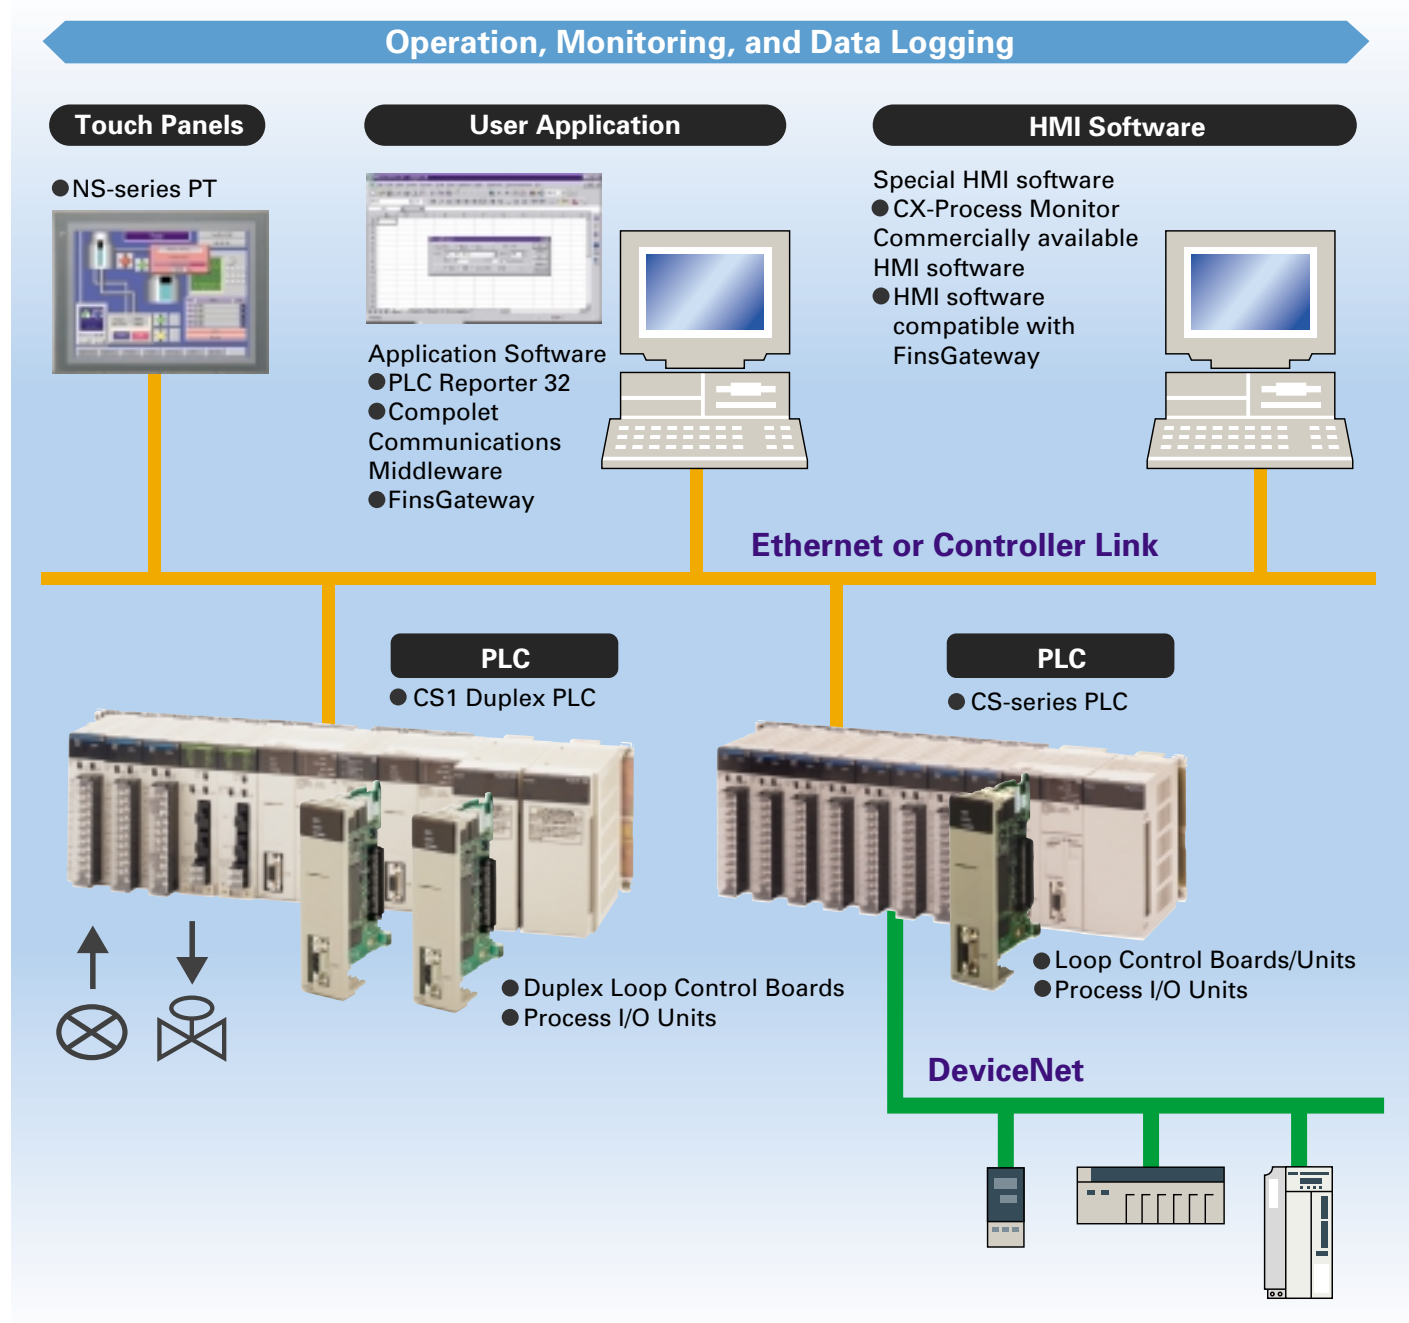 Operation, Monitoring, and Data Logging
Touch Panels
●NS-series PT
User Application
Application Software
●PLC Reporter 32
●Compolet
Communications
Middleware
●FinsGateway
HMI Software
Special HMI software
●CX-Process Monitor
Commercially available
HMI software
●HMI software
compatible with
FinsGateway
Ethernet or Controller Link
PLC
●CS1 Duplex PLC
●Duplex Loop Control Boards
●Process I/O Units
PLC
●CS-series PLC
●Loop Control Boards/Units
●Process I/O Units
DeviceNet